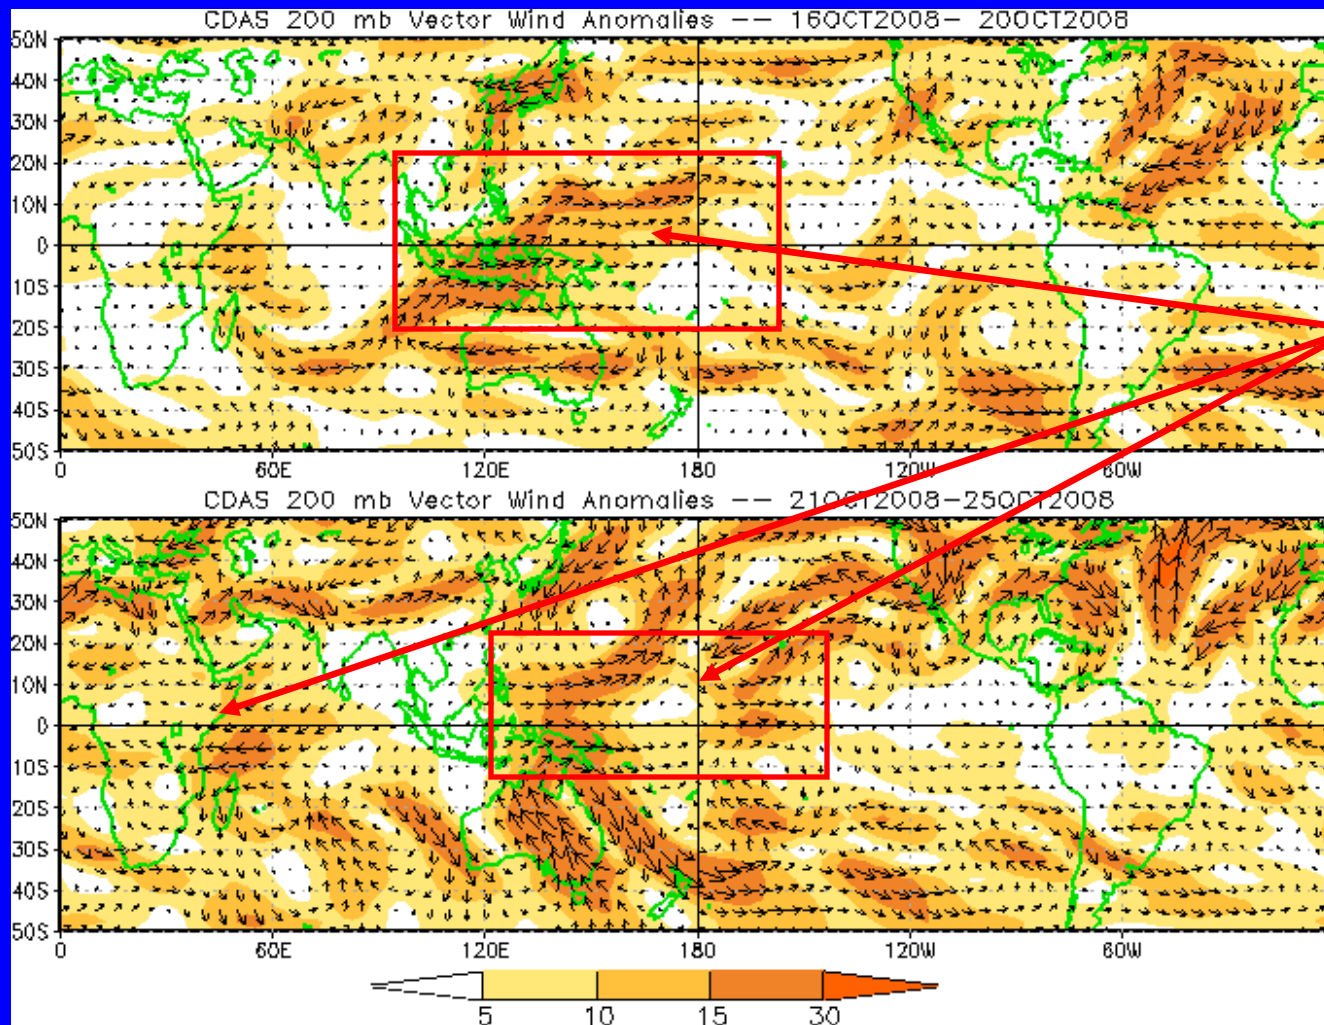 CDAS 200 mb Vector Wind Anomalies -- 16OCT2008- 20OCT2008
50N
40N
30N
20N
10N
0
10S
20S
30S
40S
50S
0 60E 120E 180 120W 60W
CDAS 200 mb Vector Wind Anomalies -- 21OCT2008-25OCT2008
50N
40N
30N
20N
10N
0
10S
20S
30S
40S
50S
0 60E 120E 180 120W 60W
5 10 15 30